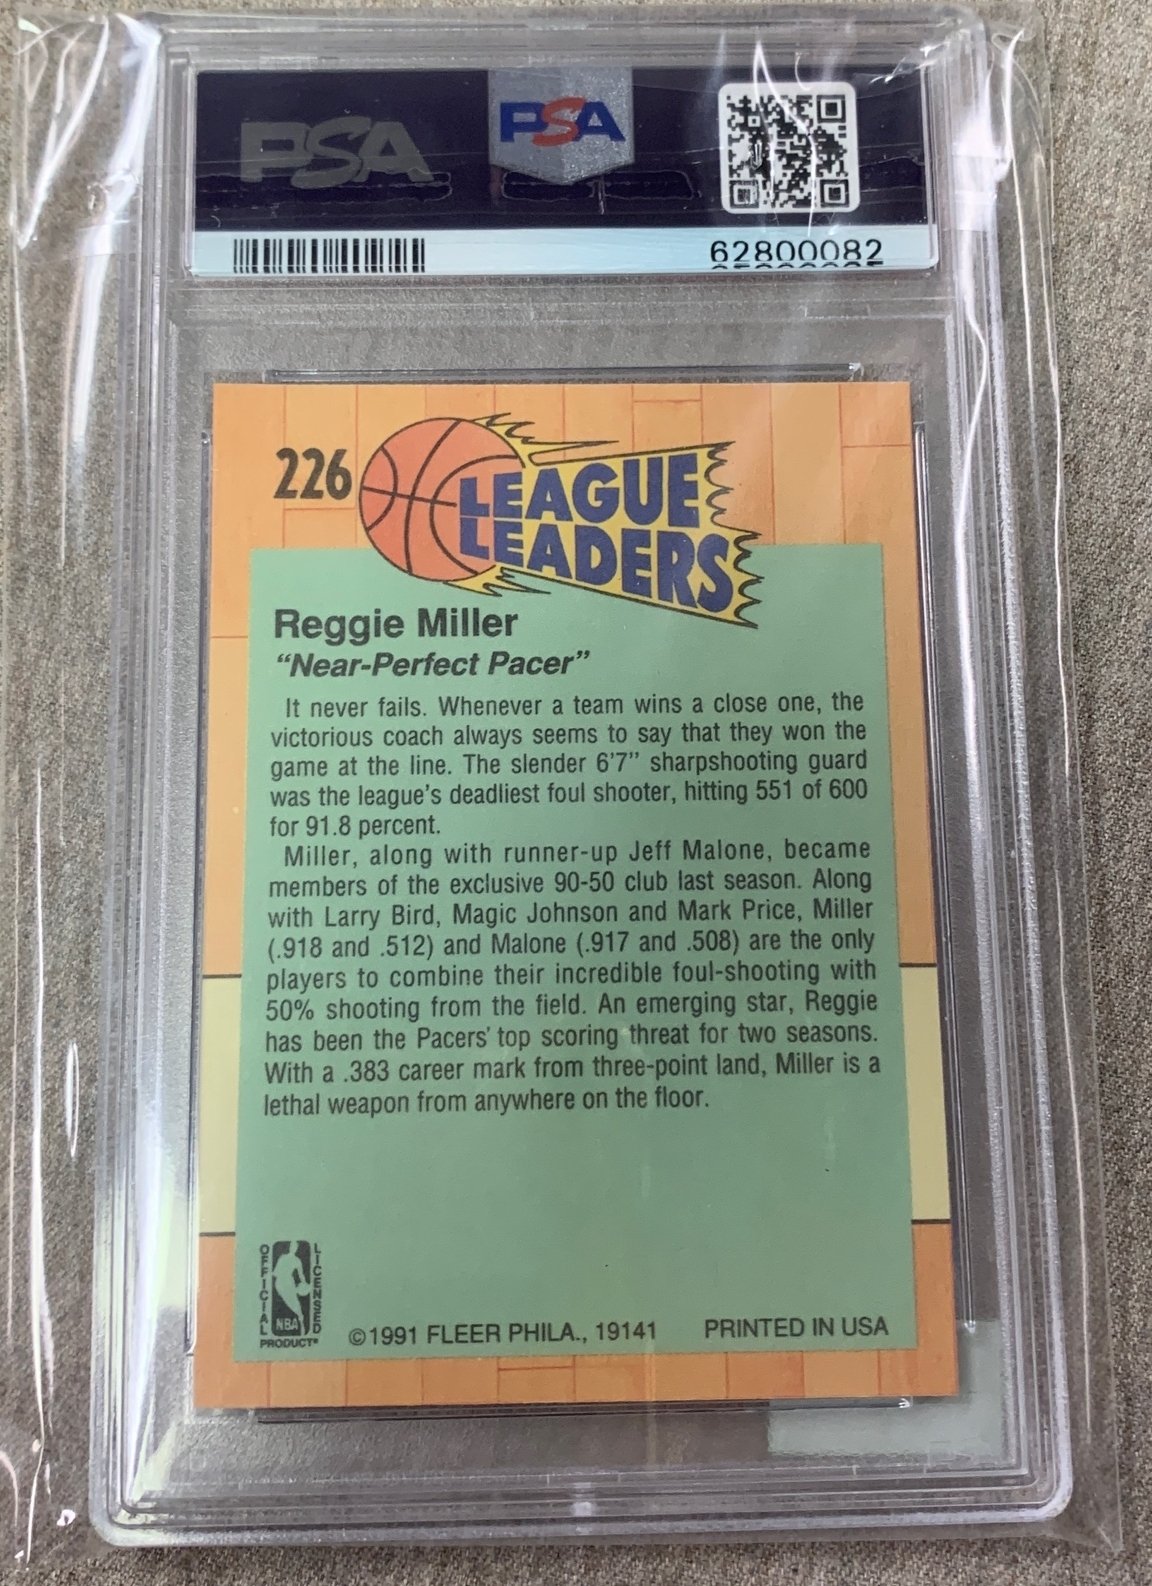 PSA
PSA
62800082
226
LEAGUE
LEADERS
Reggie Miller
“Near-Perfect Pacer”
It never fails. Whenever a team wins a close one, the
victorious coach always seems to say that they won the
game at the line. The slender 6’7” sharpshooting guard
was the league’s deadliest foul shooter, hitting 551 of 600
for 91.8 percent.
Miller, along with runner-up Jeff Malone, became
members of the exclusive 90-50 club last season. Along
with Larry Bird, Magic Johnson and Mark Price, Miller
(.918 and .512) and Malone (.917 and .508) are the only
players to combine their incredible foul-shooting with
50% shooting from the field. An emerging star, Reggie
has been the Pacers’ top scoring threat for two seasons.
With a .383 career mark from three-point land, Miller is a
lethal weapon from anywhere on the floor.
OFFICIAL
LICENSED
NBA
PRODUCT®
©1991 FLEER PHILA., 19141 PRINTED IN USA